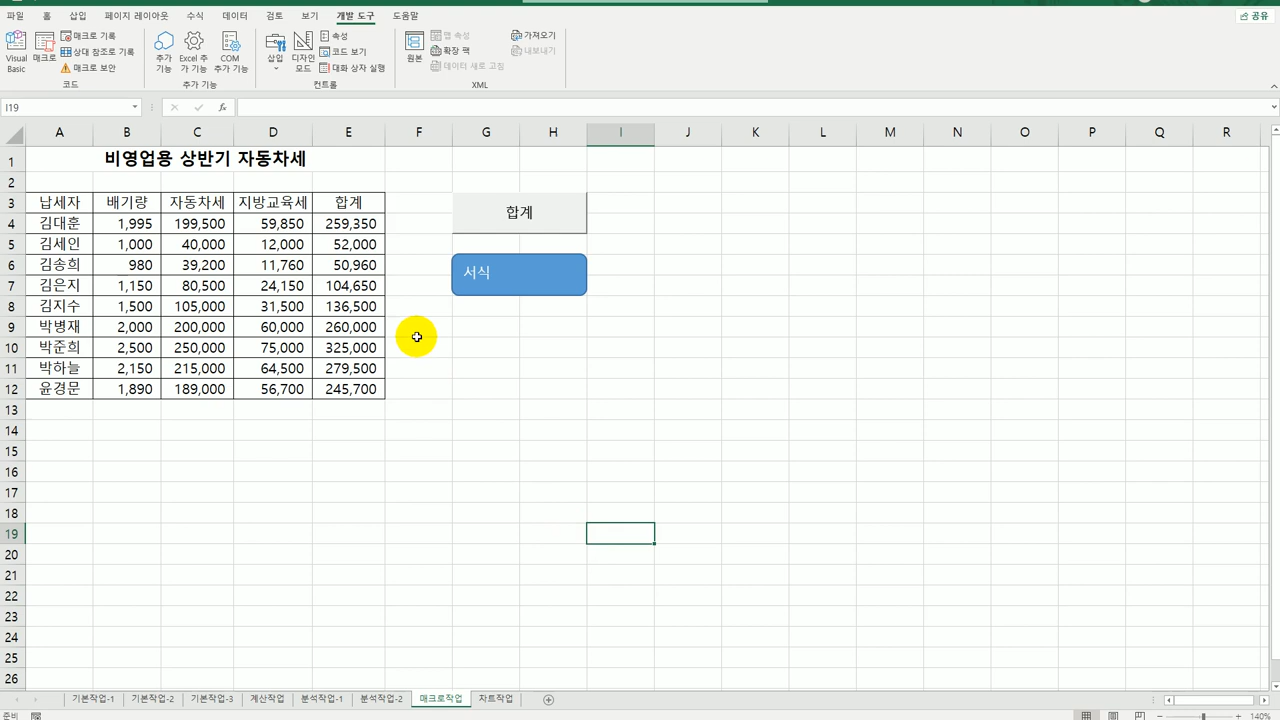 파일 홈 삽입 페이지 레이아웃 수식 데이터 검토 보기 개발 도구 도움말 공유
Visual Basic 매크로 매크로 기록 상대 참조로 기록 매크로 보안 코드
추가 기능 Excel 추가 기능 COM 추가 기능 추가 기능
삽입 디자인 모드 속성 코드 보기 대화 상자 실행 컨트롤
원본 맵 속성 확장 팩 데이터 새로 고침 가져오기 내보내기 XML
I19 fx
A B C D E F G H I J K L M N O P Q R
1 비영업용 상반기 자동차세
2
3 납세자 배기량 자동차세 지방교육세 합계 합계
4 김대훈 1,995 199,500 59,850 259,350
5 김세인 1,000 40,000 12,000 52,000
6 김송희 980 39,200 11,760 50,960 서식
7 김은지 1,150 80,500 24,150 104,650
8 김지수 1,500 105,000 31,500 136,500
9 박병재 2,000 200,000 60,000 260,000
10 박준희 2,500 250,000 75,000 325,000
11 박하늘 2,150 215,000 64,500 279,500
12 윤경문 1,890 189,000 56,700 245,700
13
14
15
16
17
18
19
20
21
22
23
24
25
26
기본작업-1 기본작업-2 기본작업-3 계산작업 분석작업-1 분석작업-2 매크로작업 차트작업
준비 140%